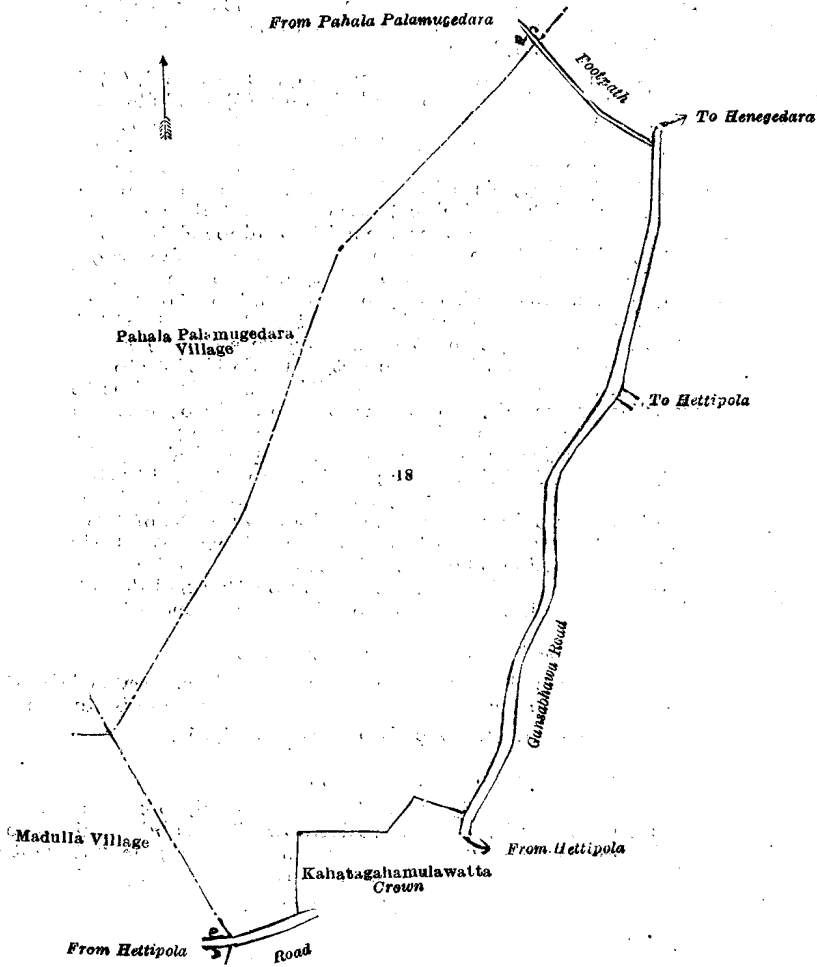 From Pahala Palamugedara
Footpath
To Henegedara
Pahala Palamugedara
Village
To Hettipola
18
Gansabhawa Road
Madulla Village
From Hettipola
Kahatagahamulawatta
Crown
From Hettipola
Road